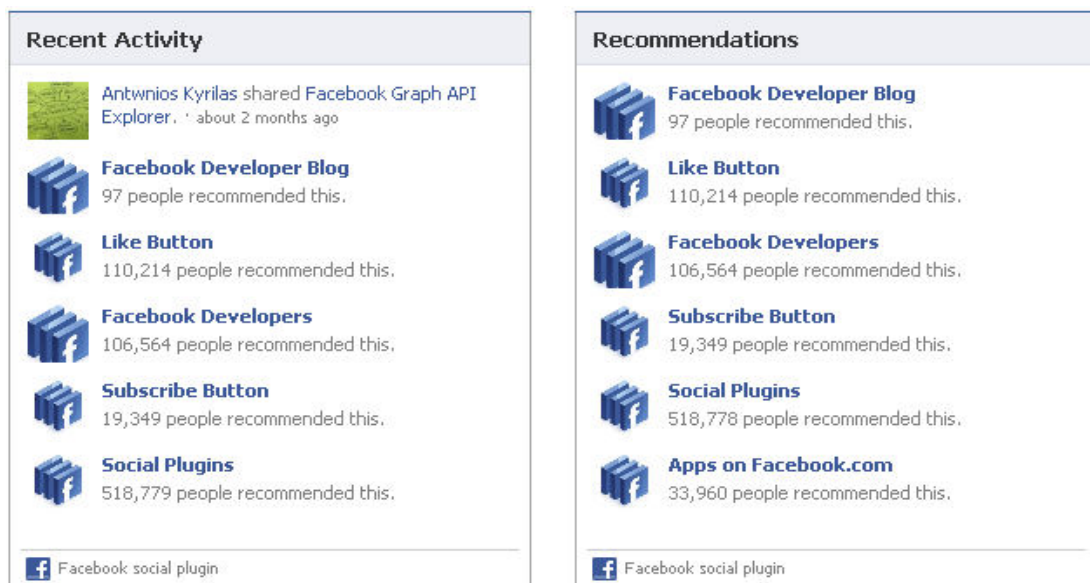 Recent Activity
Antwnios Kyrilas shared Facebook Graph API
Explorer. · about 2 months ago
Facebook Developer Blog
97 people recommended this.
Like Button
110,214 people recommended this.
Facebook Developers
106,564 people recommended this.
Subscribe Button
19,349 people recommended this.
Social Plugins
518,779 people recommended this.
Facebook social plugin
Recommendations
Facebook Developer Blog
97 people recommended this.
Like Button
110,214 people recommended this.
Facebook Developers
106,564 people recommended this.
Subscribe Button
19,349 people recommended this.
Social Plugins
518,778 people recommended this.
Apps on Facebook.com
33,960 people recommended this.
Facebook social plugin